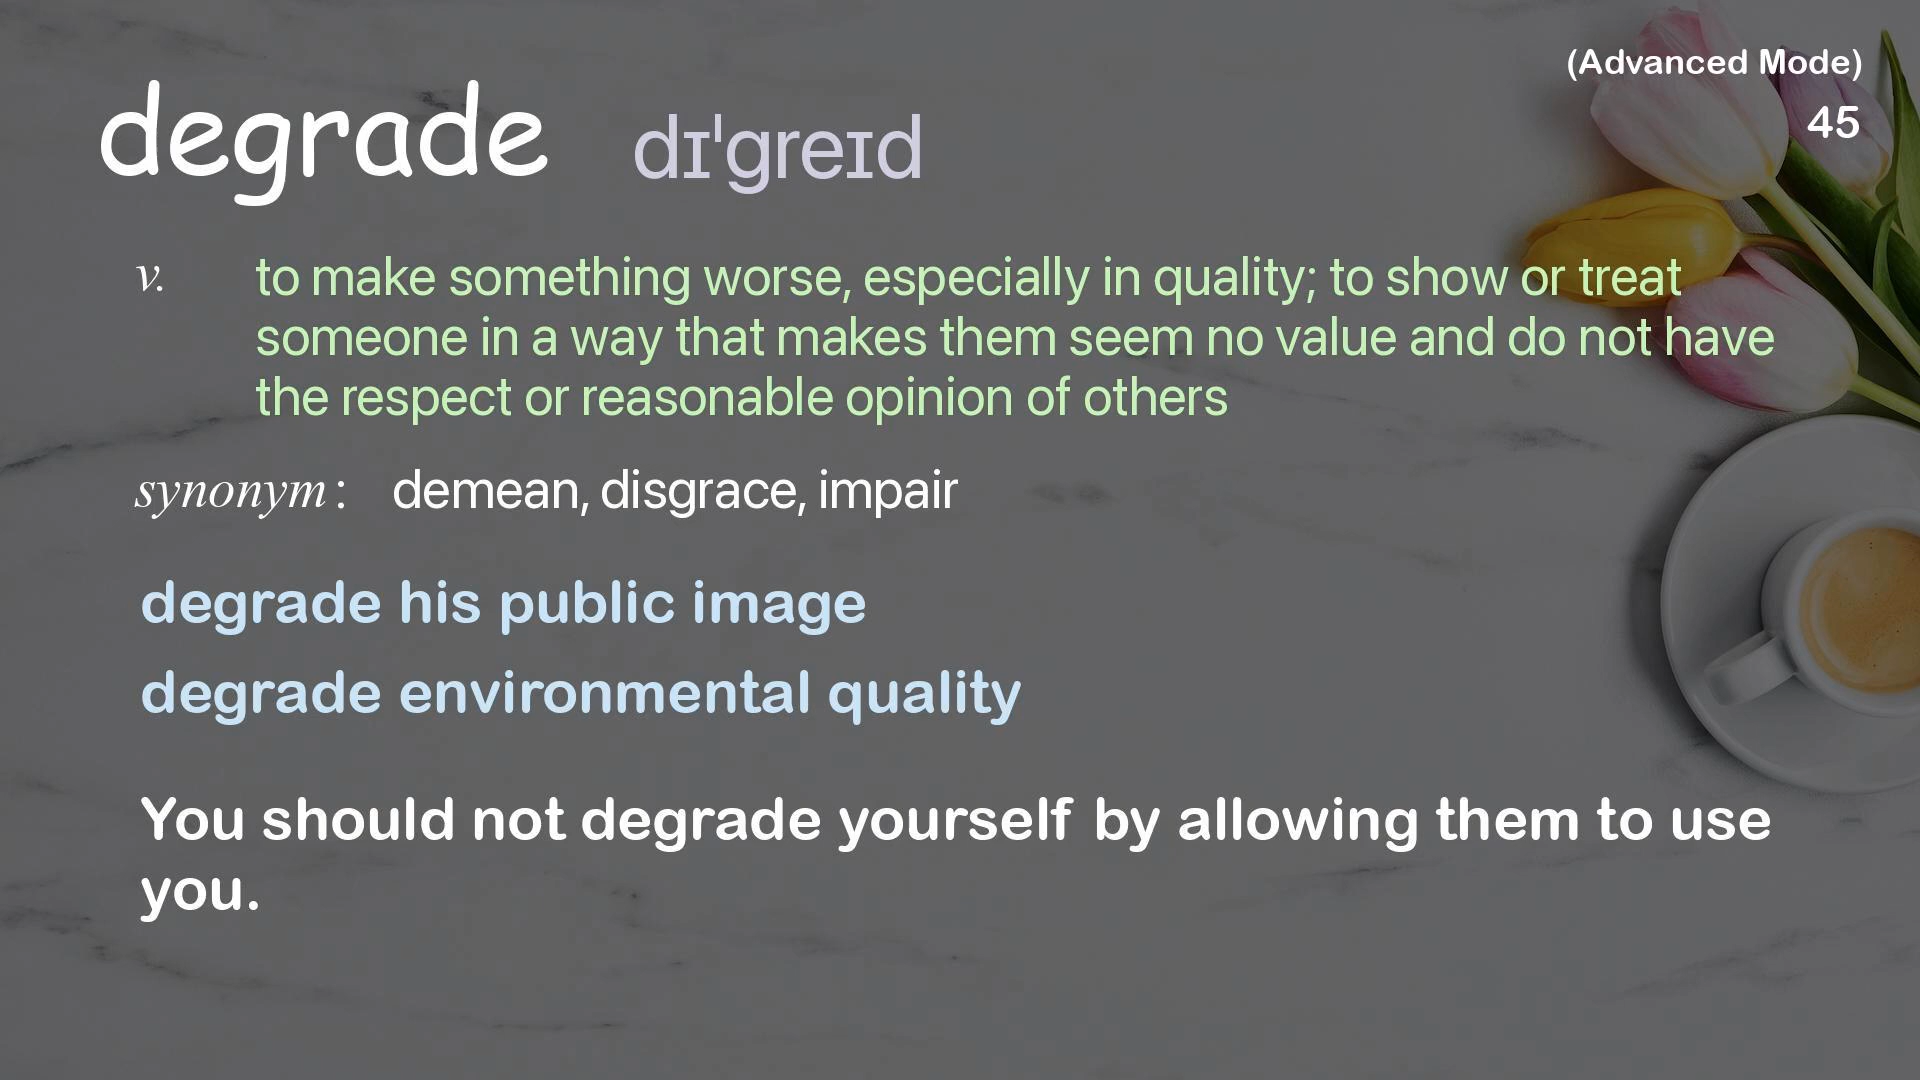 (Advanced Mode)
degrade dɪˈgreɪd
45
v. to make something worse, especially in quality; to show or treat
someone in a way that makes them seem no value and do not have
the respect or reasonable opinion of others
synonym: demean, disgrace, impair
degrade his public image
degrade environmental quality
You should not degrade yourself by allowing them to use
you.